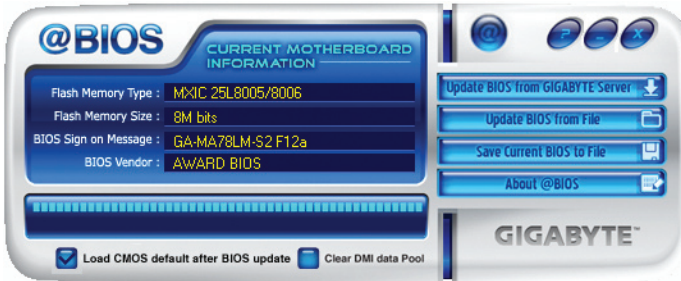 @BIOS
CURRENT MOTHERBOARD
INFORMATION
Flash Memory Type : MXIC 25L8005/8006
Flash Memory Size : 8M bits
BIOS Sign on Message : GA-MA78LM-S2 F12a
BIOS Vendor : AWARD BIOS
Load CMOS default after BIOS update
Clear DMI data Pool
@ ? - X
Update BIOS from GIGABYTE Server
Update BIOS from File
Save Current BIOS to File
About @BIOS
GIGABYTE™